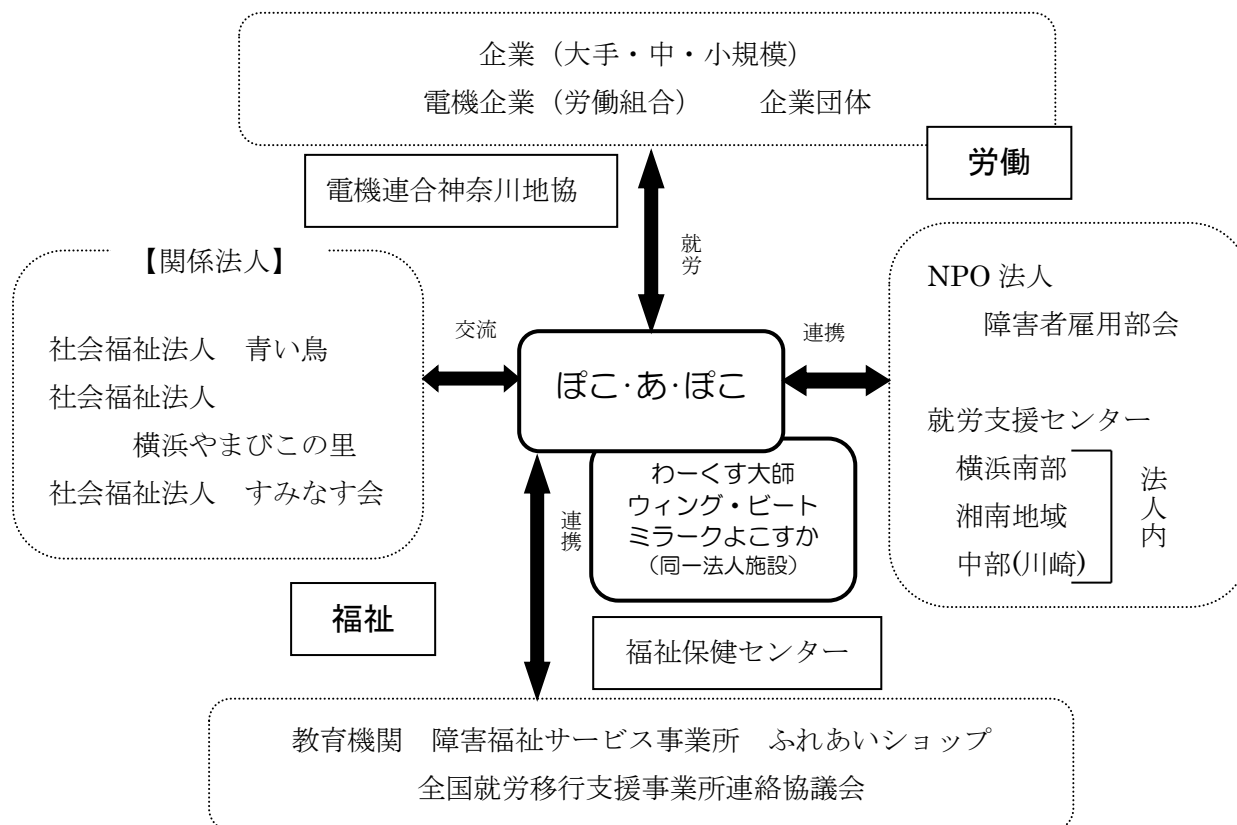 企業（大手・中・小規模）
電機企業（労働組合）　　企業団体
労働
電機連合神奈川地協
就労
【関係法人】
社会福祉法人　青い鳥
社会福祉法人
横浜やまびこの里
社会福祉法人　すみなす会
交流
ぽこ・あ・ぽこ
連携
NPO 法人
障害者雇用部会
就労支援センター
横浜南部
湘南地域
中部(川崎)
法人内
わーくす大師
ウィング・ビート
ミラークよこすか
（同一法人施設）
連携
福祉
福祉保健センター
教育機関　障害福祉サービス事業所　ふれあいショップ
全国就労移行支援事業所連絡協議会